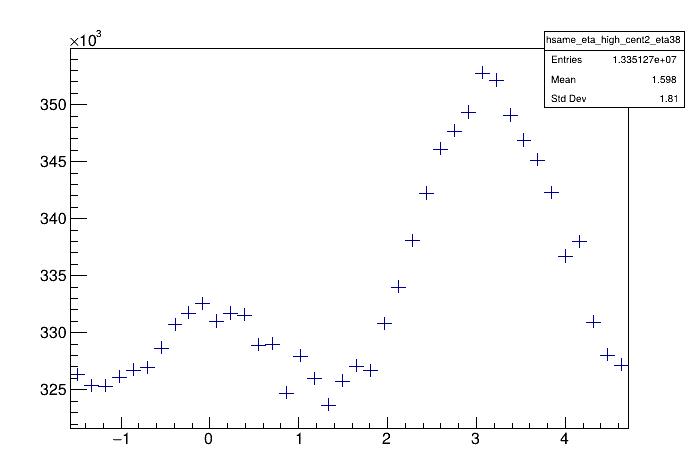 ×10³
hsame_eta_high_cent2_eta38
Entries 1.335127e+07
Mean 1.598
Std Dev 1.81
350
345
340
335
330
325
−1 0 1 2 3 4